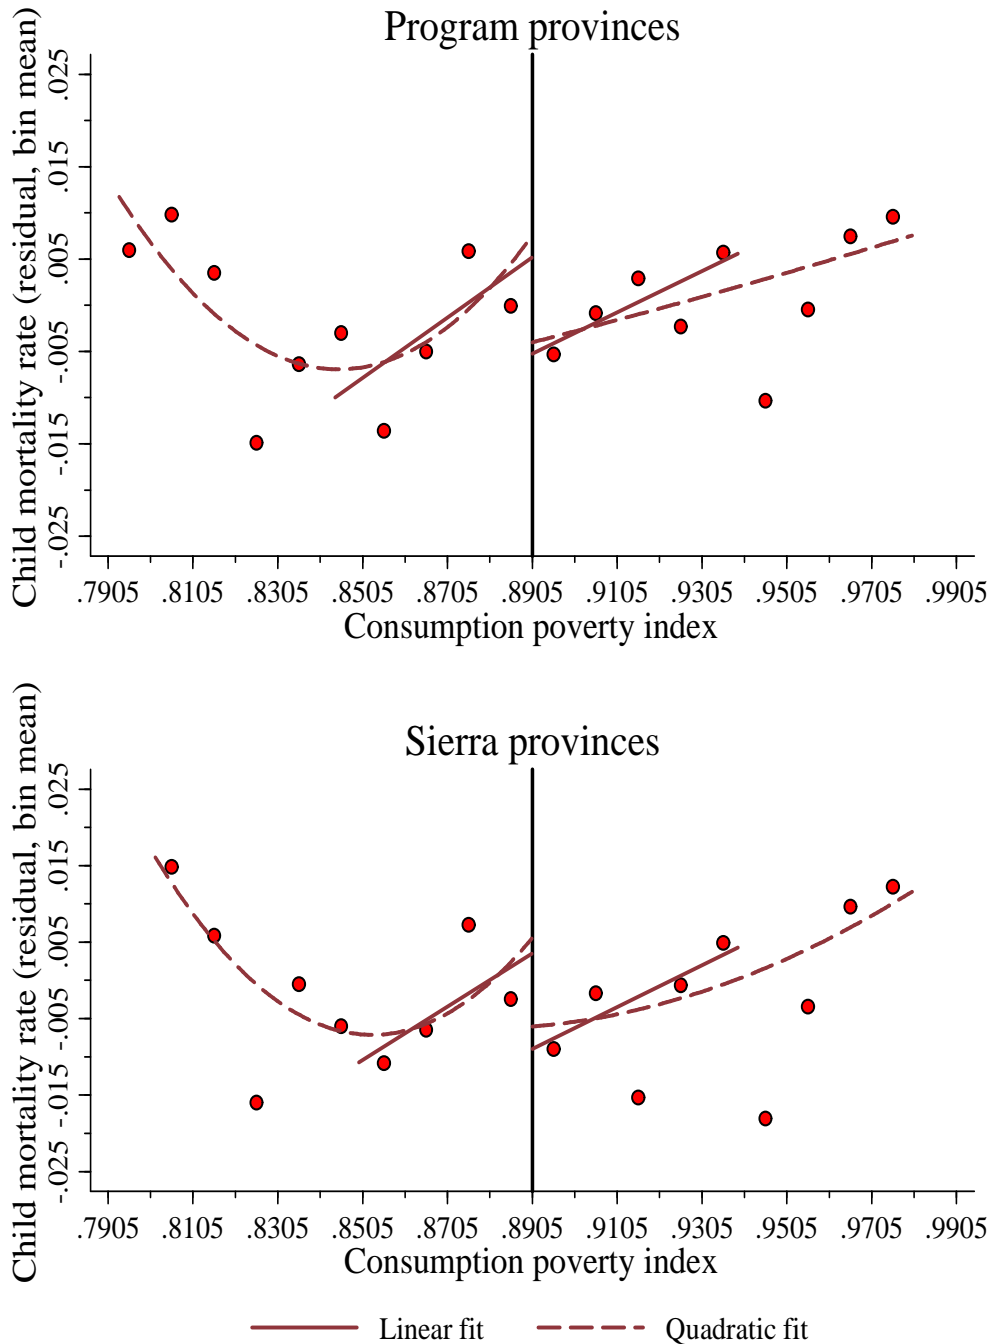 Program provinces
Child mortality rate (residual, bin mean)
.025
.015
.005
-.005
-.015
-.025
.7905 .8105 .8305 .8505 .8705 .8905 .9105 .9305 .9505 .9705 .9905
Consumption poverty index
Sierra provinces
Child mortality rate (residual, bin mean)
.025
.015
.005
-.005
-.015
-.025
.7905 .8105 .8305 .8505 .8705 .8905 .9105 .9305 .9505 .9705 .9905
Consumption poverty index
Linear fit Quadratic fit